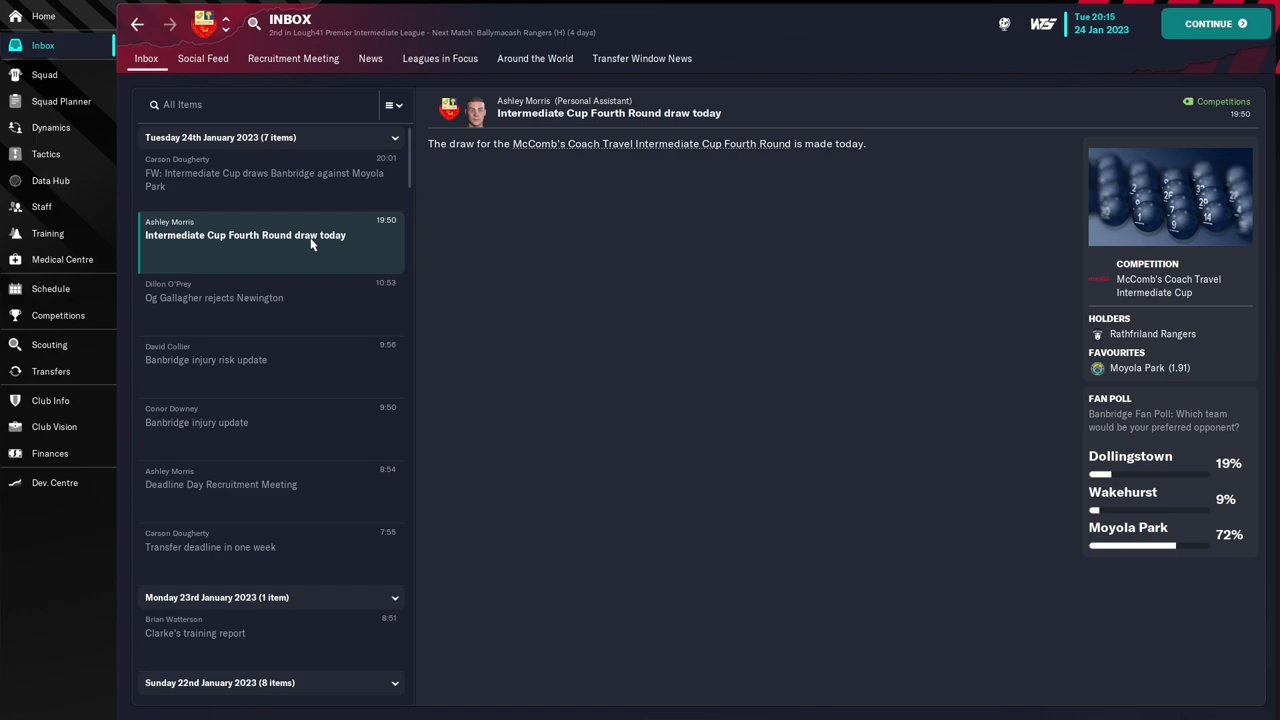 Home
Inbox
Squad
Squad Planner
Dynamics
Tactics
Data Hub
Staff
Training
Medical Centre
Schedule
Competitions
Scouting
Transfers
Club Info
Club Vision
Finances
Dev. Centre
INBOX
2nd in Lough41 Premier Intermediate League - Next Match: Ballymacash Rangers (H) (4 days)
Tue 20:15
24 Jan 2023
CONTINUE
Inbox Social Feed Recruitment Meeting News Leagues in Focus Around the World Transfer Window News
All Items
Tuesday 24th January 2023 (7 items)
Carson Dougherty 20:01
FW: Intermediate Cup draws Banbridge against Moyola
Park
Ashley Morris 19:50
Intermediate Cup Fourth Round draw today
Dillon O'Prey 10:53
Og Gallagher rejects Newington
David Collier 9:56
Banbridge injury risk update
Conor Downey 9:50
Banbridge injury update
Ashley Morris 8:54
Deadline Day Recruitment Meeting
Carson Dougherty 7:55
Transfer deadline in one week
Monday 23rd January 2023 (1 item)
Brian Watterson 8:51
Clarke's training report
Sunday 22nd January 2023 (8 items)
Ashley Morris (Personal Assistant)
Intermediate Cup Fourth Round draw today
Competitions
19:50
The draw for the McComb's Coach Travel Intermediate Cup Fourth Round is made today.
COMPETITION
McComb's Coach Travel
Intermediate Cup
HOLDERS
Rathfriland Rangers
FAVOURITES
Moyola Park (1.91)
FAN POLL
Banbridge Fan Poll: Which team
would be your preferred opponent?
Dollingstown 19%
Wakehurst 9%
Moyola Park 72%